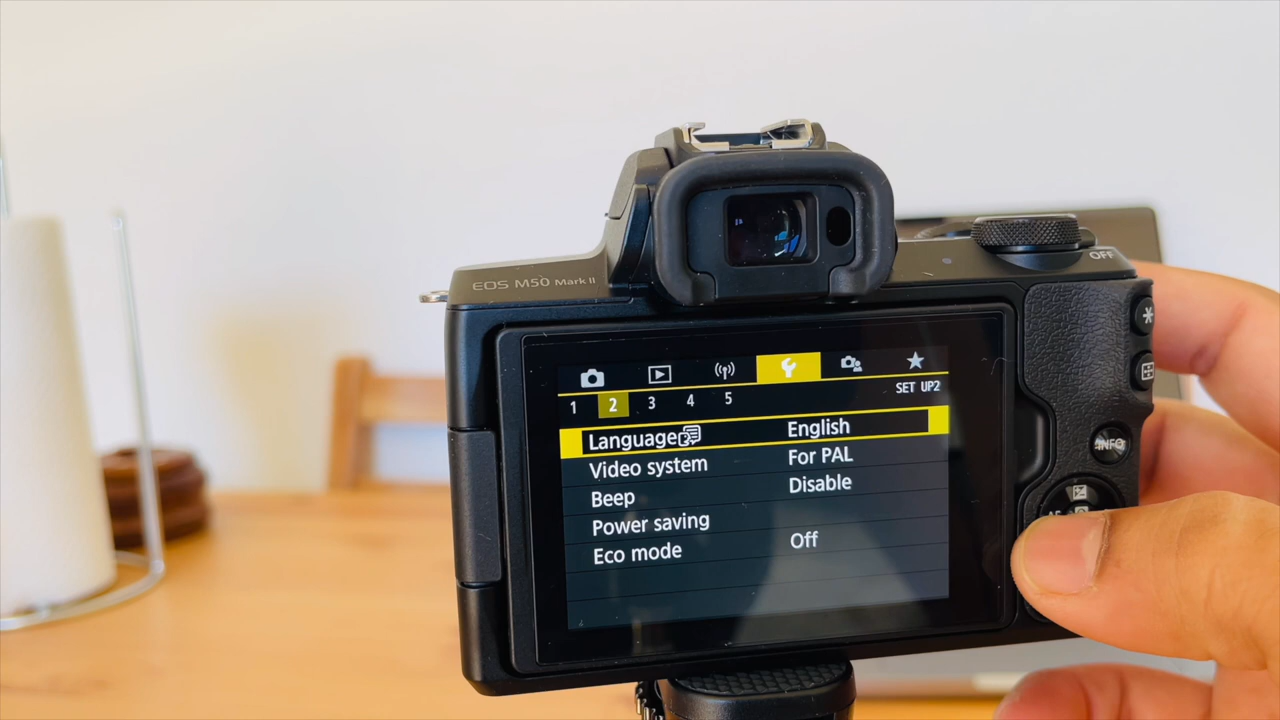 EOS M50 Mark II
OFF
SET UP2
1 2 3 4 5
Language English
Video system For PAL
Beep Disable
Power saving
Eco mode Off
INFO